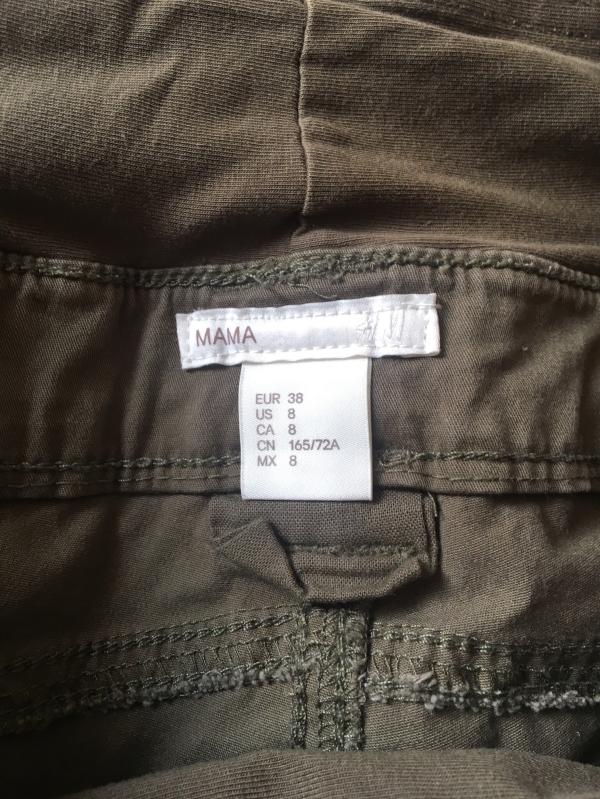 MAMA
EUR 38
US 8
CA 8
CN 165/72A
MX 8